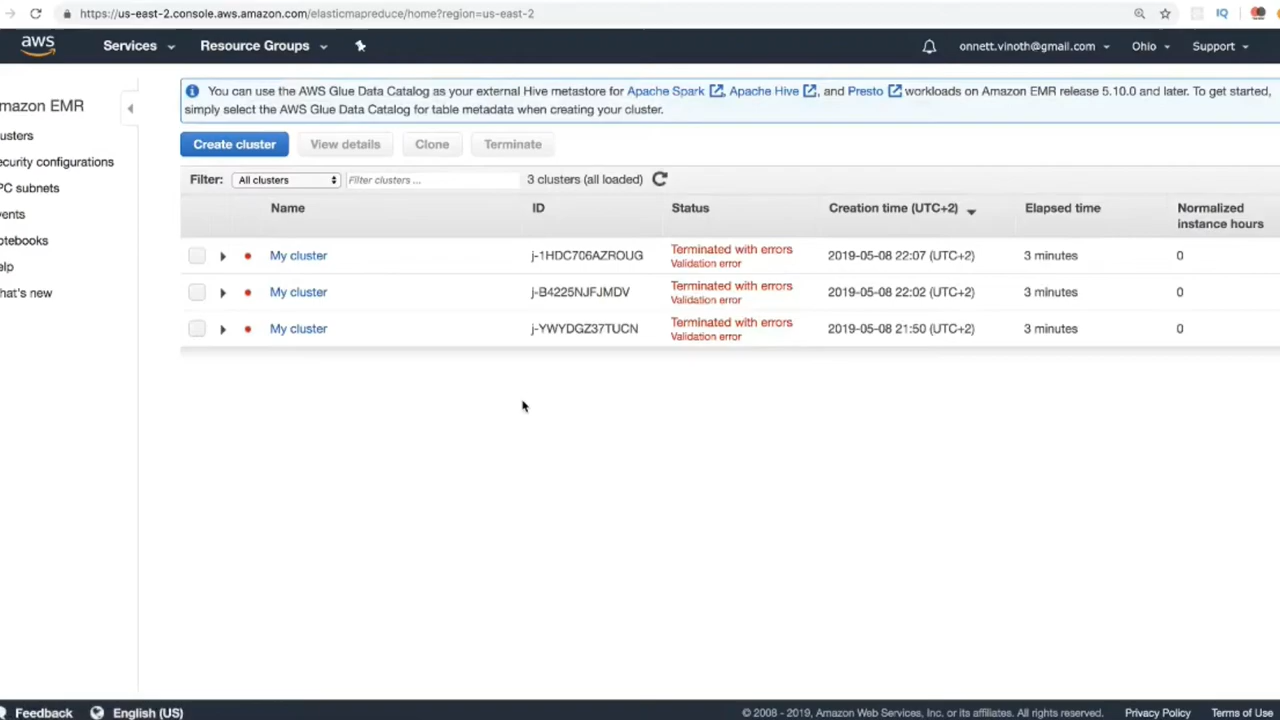 https://us-east-2.console.aws.amazon.com/elasticmapreduce/home?region=us-east-2
IQ
aws Services Resource Groups onnett.vinoth@gmail.com Ohio Support
mazon EMR
usters
ecurity configurations
PC subnets
vents
otebooks
elp
hat's new
You can use the AWS Glue Data Catalog as your external Hive metastore for Apache Spark, Apache Hive, and Presto workloads on Amazon EMR release 5.10.0 and later. To get started,
simply select the AWS Glue Data Catalog for table metadata when creating your cluster.
Create cluster View details Clone Terminate
Filter: All clusters Filter clusters ... 3 clusters (all loaded)
Name ID Status Creation time (UTC+2) Elapsed time Normalized
instance hours
My cluster j-1HDC706AZROUG Terminated with errors 2019-05-08 22:07 (UTC+2) 3 minutes 0
Validation error
My cluster j-B4225NJFJMDV Terminated with errors 2019-05-08 22:02 (UTC+2) 3 minutes 0
Validation error
My cluster j-YWYDGZ37TUCN Terminated with errors 2019-05-08 21:50 (UTC+2) 3 minutes 0
Validation error
Feedback English (US) © 2008 - 2019, Amazon Web Services, Inc. or its affiliates. All rights reserved. Privacy Policy Terms of Use